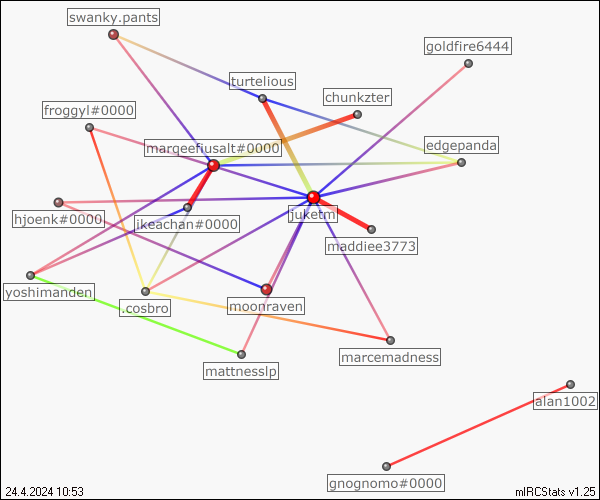 swanky.pants
goldfire6444
turtelious
chunkzter
froggyl#0000
marqeefiusalt#0000
edgepanda
hjoenk#0000
ikeachan#0000
juketm
maddiee3773
yoshimanden
.cosbro
moonraven
marcemadness
mattnesslp
alan1002
gnognomo#0000
24.4.2024 10:53
mIRCStats v1.25